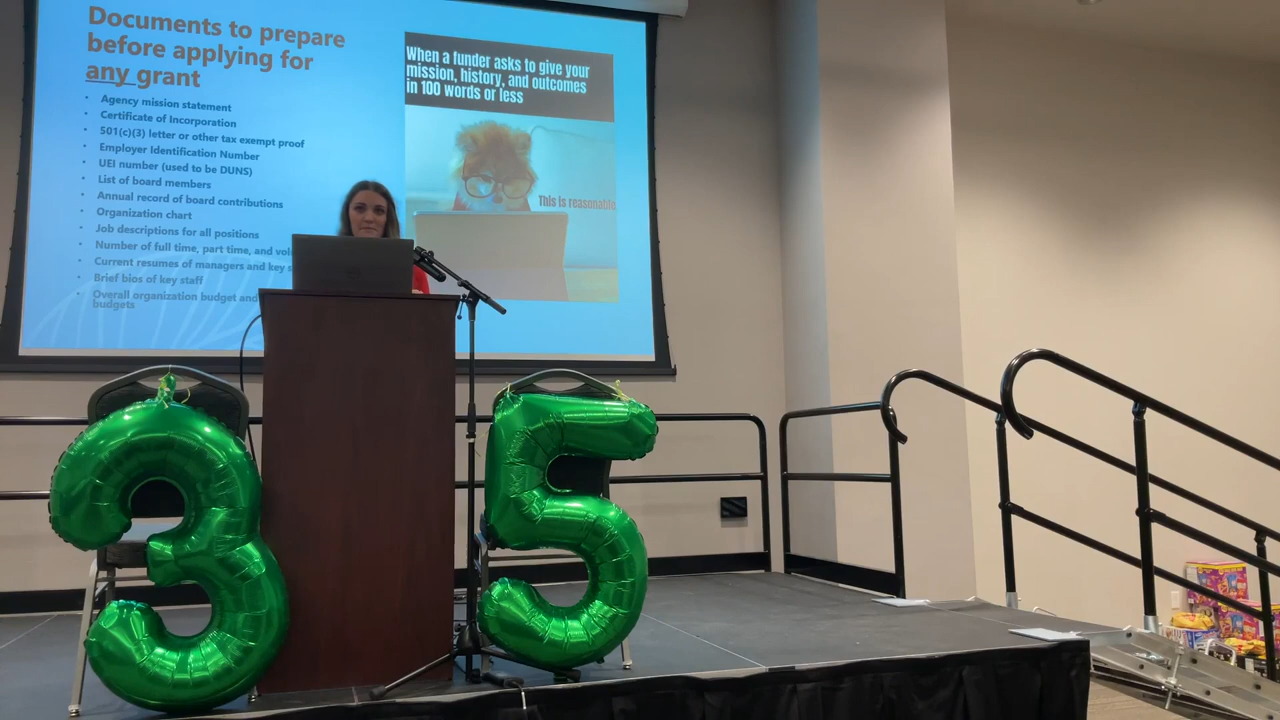 Documents to prepare
before applying for
any grant
• Agency mission statement
• Certificate of Incorporation
• 501(c)(3) letter or other tax exempt proof
• Employer Identification Number
• UEI number (used to be DUNS)
• List of board members
• Annual record of board contributions
• Organization chart
• Job descriptions for all positions
• Number of full time, part time, and
• Current resumes of managers and key
• Brief bios of key staff
• Overall organization budget and
budgets
When a funder asks to give your
mission, history, and outcomes
in 100 words or less
This is reasonable
3 5